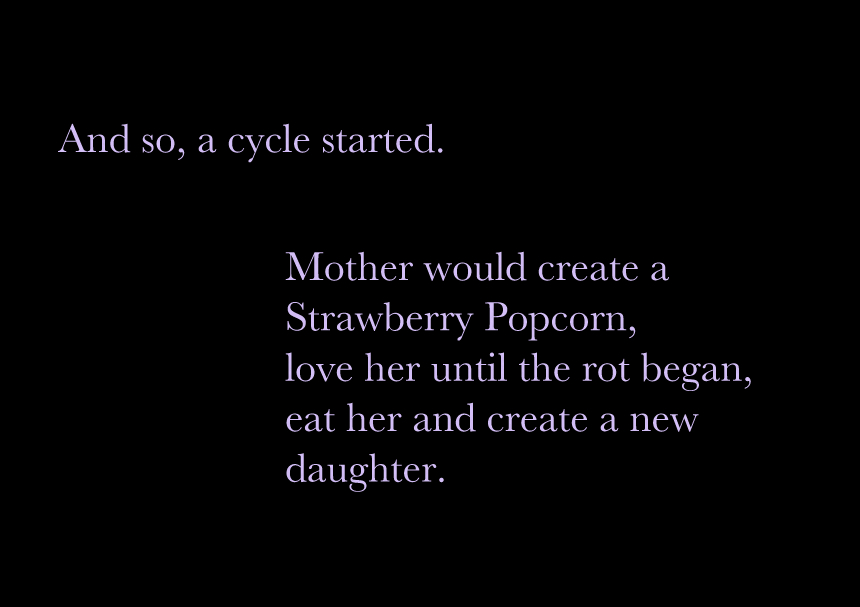 And so, a cycle started.
Mother would create a
Strawberry Popcorn,
love her until the rot began,
eat her and create a new
daughter.